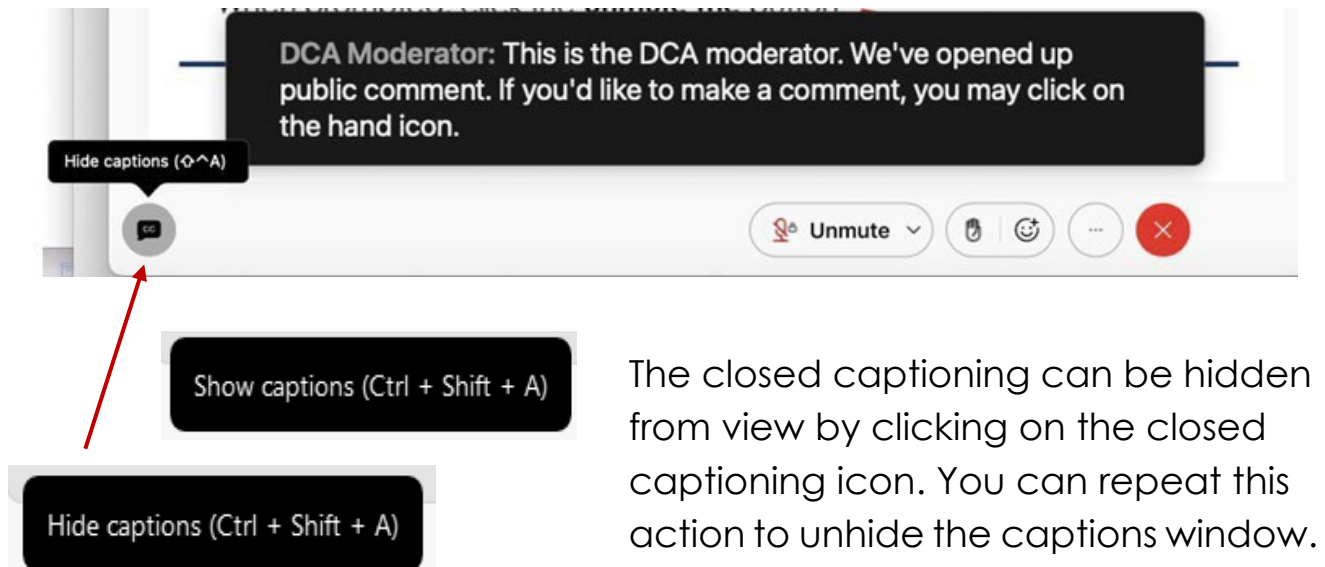 DCA Moderator: This is the DCA moderator. We've opened up
public comment. If you'd like to make a comment, you may click on
the hand icon.
Hide captions (⇧^A)
CC
Unmute
Show captions (Ctrl + Shift + A)
Hide captions (Ctrl + Shift + A)
The closed captioning can be hidden
from view by clicking on the closed
captioning icon. You can repeat this
action to unhide the captions window.